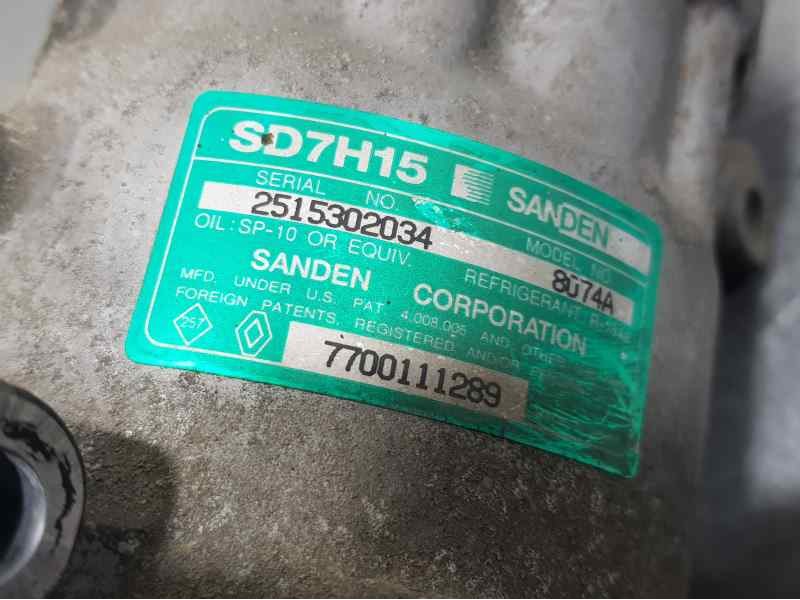 SD7H15 SANDEN
SERIAL NO. MODEL NO.
2515302034 8074A
OIL: SP-10 OR EQUIV. REFRIGERANT:
SANDEN CORPORATION
MFD. UNDER U.S. PAT. 4,008,005 AND OTHER
FOREIGN PATENTS, REGISTERED AND/OR
257 7700111289